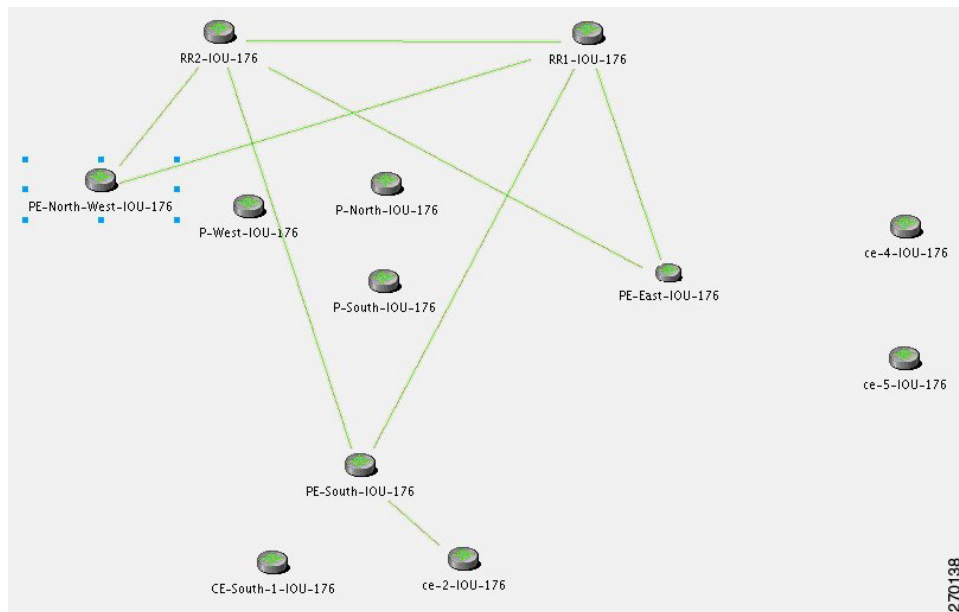 RR2-IOU-176
RR1-IOU-176
PE-North-West-IOU-176
P-West-IOU-176
P-North-IOU-176
ce-4-IOU-176
P-South-IOU-176
PE-East-IOU-176
ce-5-IOU-176
PE-South-IOU-176
CE-South-1-IOU-176
ce-2-IOU-176
270138